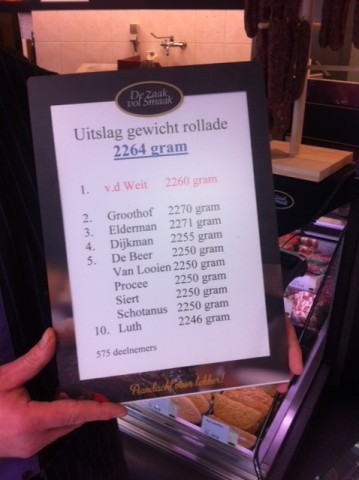 De Zaak
vol Smaak
Uitslag gewicht rollade
2264 gram
1. v.d Weit 2260 gram
2. Groothof 2270 gram
3. Elderman 2271 gram
4. Dijkman 2255 gram
5. De Beer 2250 gram
Van Looien 2250 gram
Procee 2250 gram
Siert 2250 gram
Schotanus 2250 gram
10. Luth 2246 gram
575 deelnemers
Pure dacht voor lekker!